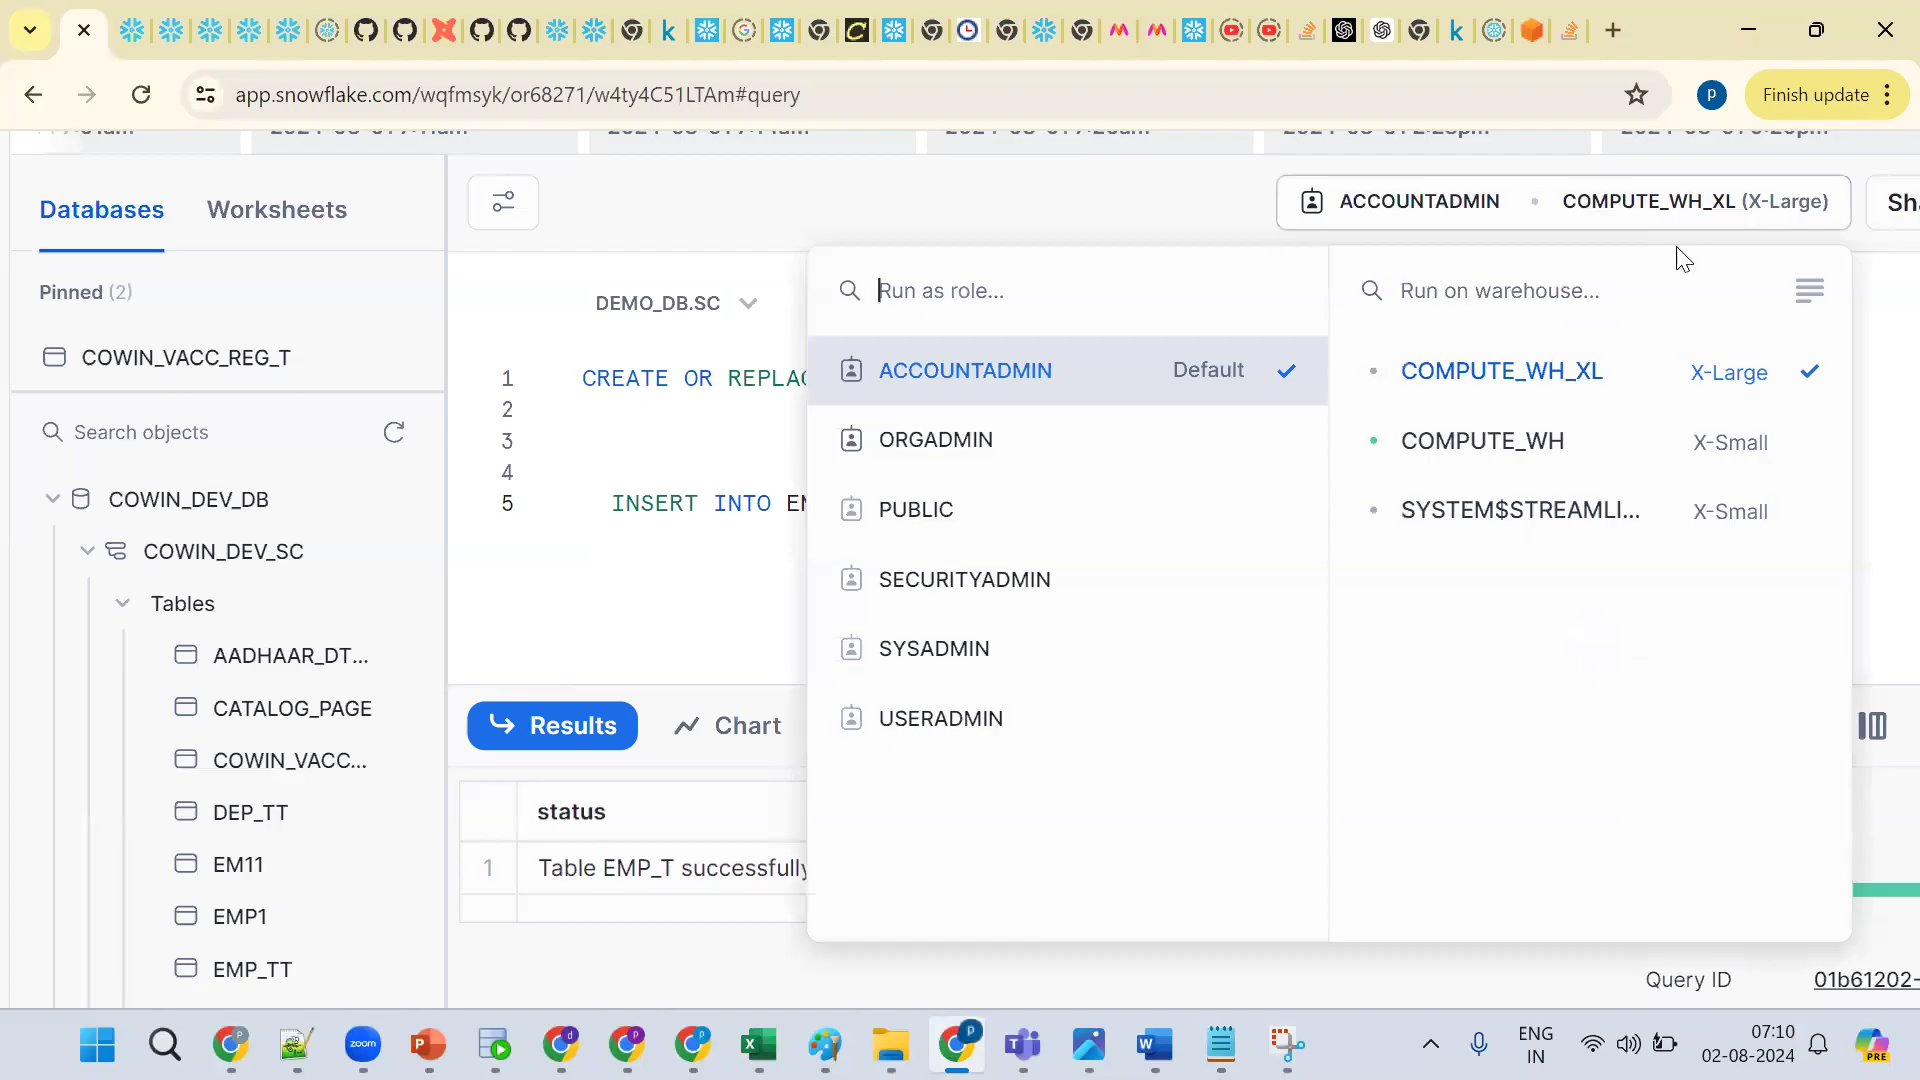 app.snowflake.com/wqfmsyk/or68271/w4ty4C51LTAm#query
p
Finish update
Databases
Worksheets
ACCOUNTADMIN
COMPUTE_WH_XL (X-Large)
Sha
Pinned (2)
COWIN_VACC_REG_T
Search objects
COWIN_DEV_DB
COWIN_DEV_SC
Tables
AADHAAR_DT...
CATALOG_PAGE
COWIN_VACC...
DEP_TT
EM11
EMP1
EMP_TT
DEMO_DB.SC
1 CREATE OR REPLAC
2
3
4
5 INSERT INTO EM
Run as role...
ACCOUNTADMIN Default
ORGADMIN
PUBLIC
SECURITYADMIN
SYSADMIN
USERADMIN
Run on warehouse...
COMPUTE_WH_XL X-Large
COMPUTE_WH X-Small
SYSTEM$STREAMLI... X-Small
Results
Chart
status
1 Table EMP_T successfully
Query ID
01b61202-
zoom
ENG
IN
07:10
02-08-2024
PRE